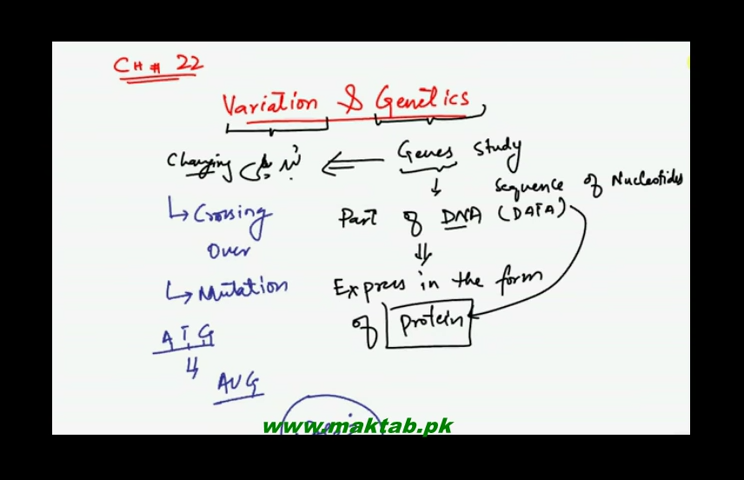 CH # 22
Variation & Genetics
Changing
Genes Study
Sequence of Nucleotides
↳ Crossing
Over
Part of DNA (DATA)
↳ Mutation
Express in the form
of Protein
ATG
AUG
www.maktab.pk